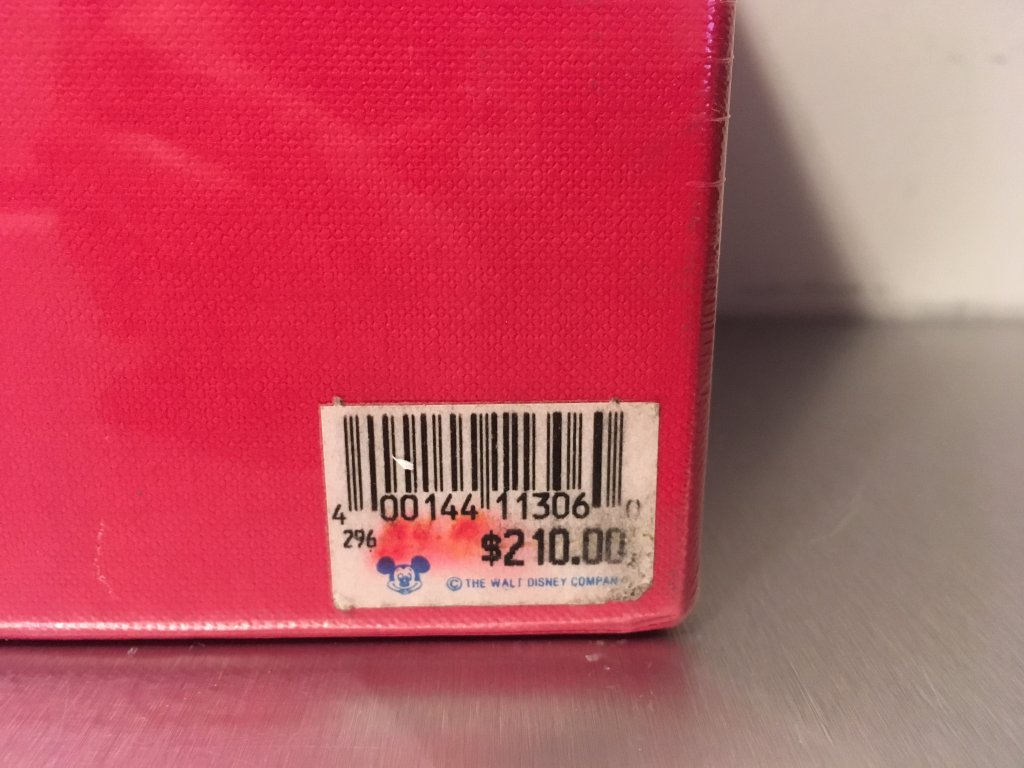 4 00144 11306 0
296 $210.00
© THE WALT DISNEY COMPAN